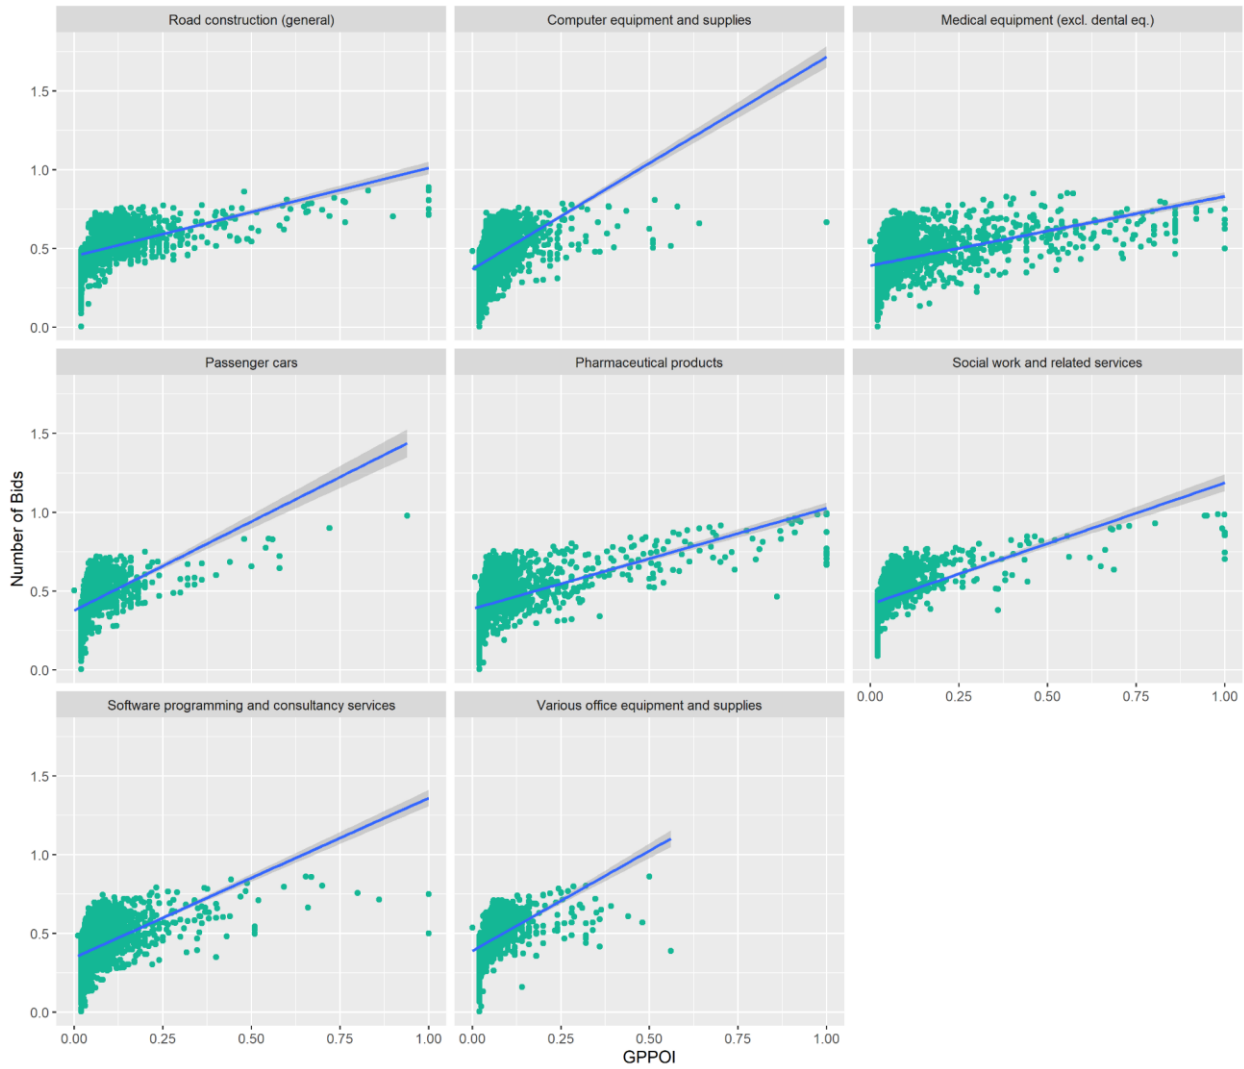 Road construction (general)
Computer equipment and supplies
Medical equipment (excl. dental eq.)
1.5
1.0
0.5
0.0
Passenger cars
Pharmaceutical products
Social work and related services
1.5
1.0
0.5
0.0
0.00 0.25 0.50 0.75 1.00
Software programming and consultancy services
Various office equipment and supplies
1.5
1.0
0.5
0.0
0.00 0.25 0.50 0.75 1.00
0.00 0.25 0.50 0.75 1.00
Number of Bids
GPPOI